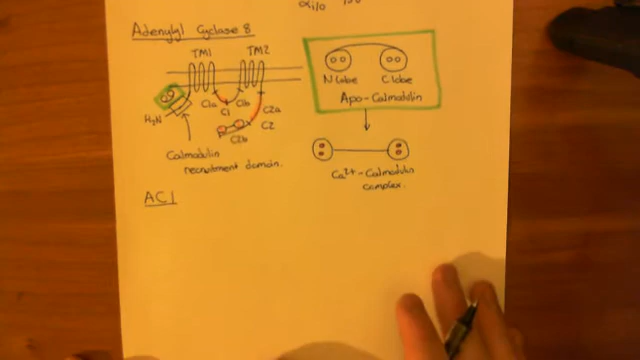 Adenylyl Cyclase 8
TM1 TM2
N lobe C lobe
Apo-Calmodulin
C1a C1b
C1 C2a
H₂N C2
C2b
Calmodulin
recruitment domain.
Ca²⁺-Calmodulin
complex.
AC1